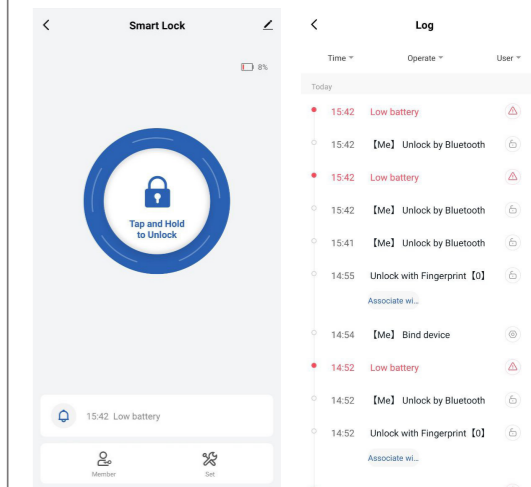 Smart Lock
8%
Tap and Hold
to Unlock
15:42 Low battery
Member
Set
Log
Time
Operate
User
Today
15:42 Low battery
15:42 【Me】 Unlock by Bluetooth
15:42 Low battery
15:42 【Me】 Unlock by Bluetooth
15:41 【Me】 Unlock by Bluetooth
14:55 Unlock with Fingerprint【0】
Associate wi...
14:54 【Me】 Bind device
14:52 Low battery
14:52 【Me】 Unlock by Bluetooth
14:52 Unlock with Fingerprint【0】
Associate wi...